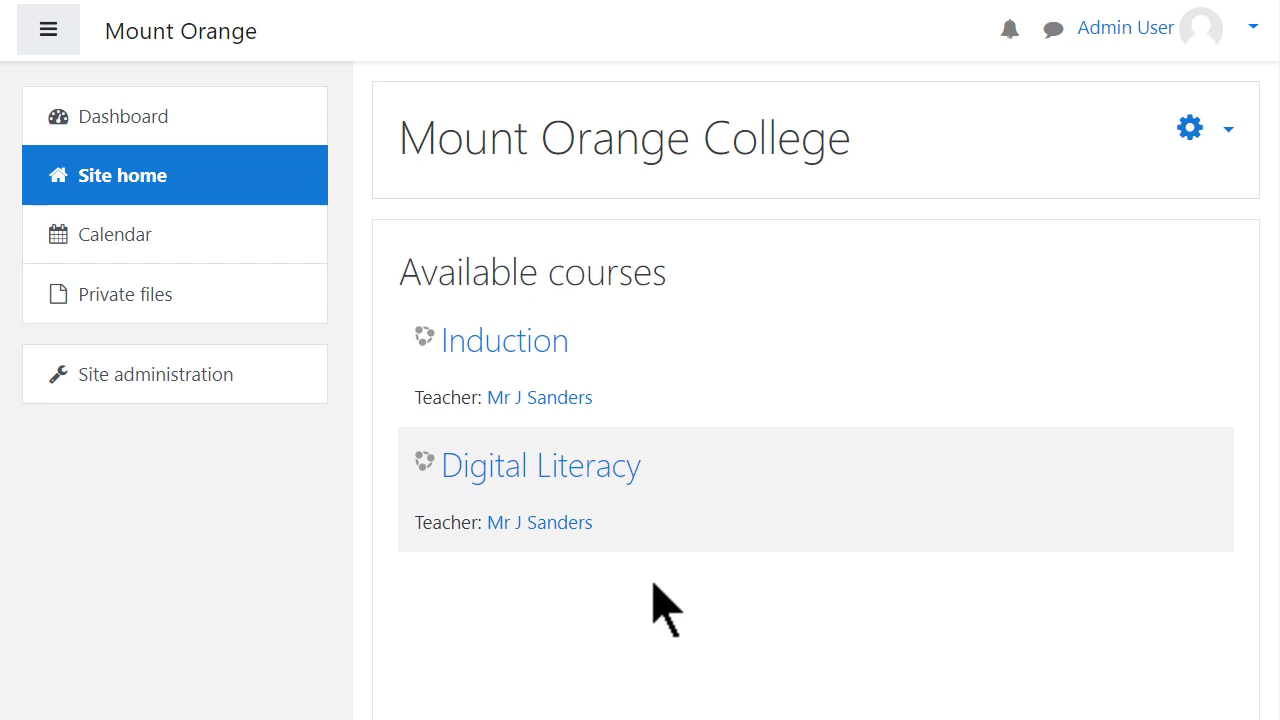 Mount Orange
Admin User
Dashboard
Site home
Calendar
Private files
Site administration
Mount Orange College
Available courses
Induction
Teacher: Mr J Sanders
Digital Literacy
Teacher: Mr J Sanders